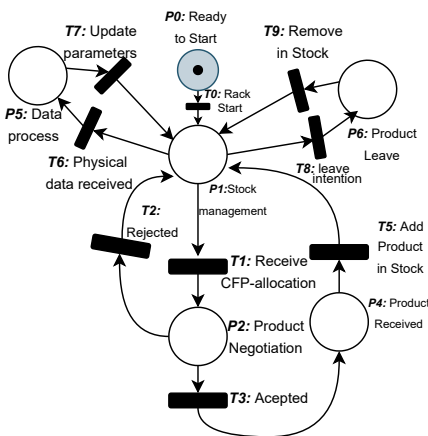 P0: Ready
to Start
T7: Update
parameters
T9: Remove
in Stock
T0: Rack
Start
P5: Data
process
P6: Product
Leave
T6: Physical
data received
T8: leave
intention
P1:Stock
management
T2:
Rejected
T5: Add
Product
in Stock
T1: Receive
CFP-allocation
P4: Product
Received
P2: Product
Negotiation
T3: Acepted